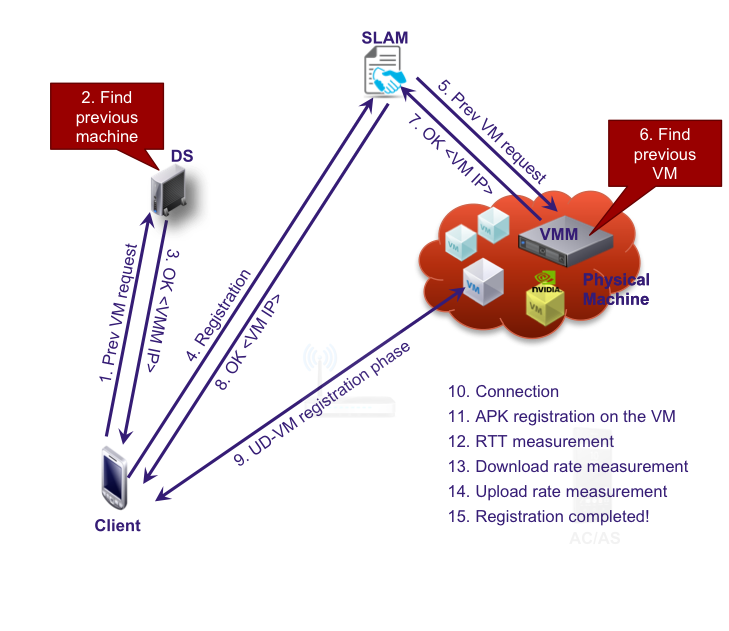 SLAM
2. Find
previous
machine
DS
5. Prev VM request
7. OK <VM IP>
6. Find
previous
VM
VMM
VM
VM
VM
VM
NVIDIA
Physical
Machine
1. Prev VM request
3. OK <VMM IP>
4. Registration
8. OK <VM IP>
9. UD-VM registration phase
Client
10. Connection
11. APK registration on the VM
12. RTT measurement
13. Download rate measurement
14. Upload rate measurement
15. Registration completed!
AC/AS